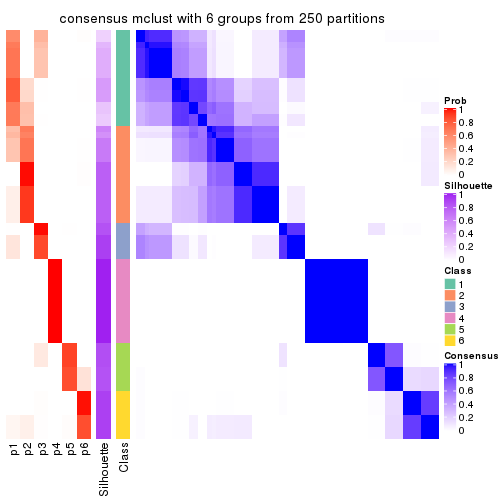 consensus mclust with 6 groups from 250 partitions
Prob
1
0.8
0.6
0.4
0.2
0
Silhouette
1
0.8
0.6
0.4
0.2
0
Class
1
2
3
4
5
6
Consensus
1
0.8
0.6
0.4
0.2
0
p1
p2
p3
p4
p5
p6
Silhouette
Class